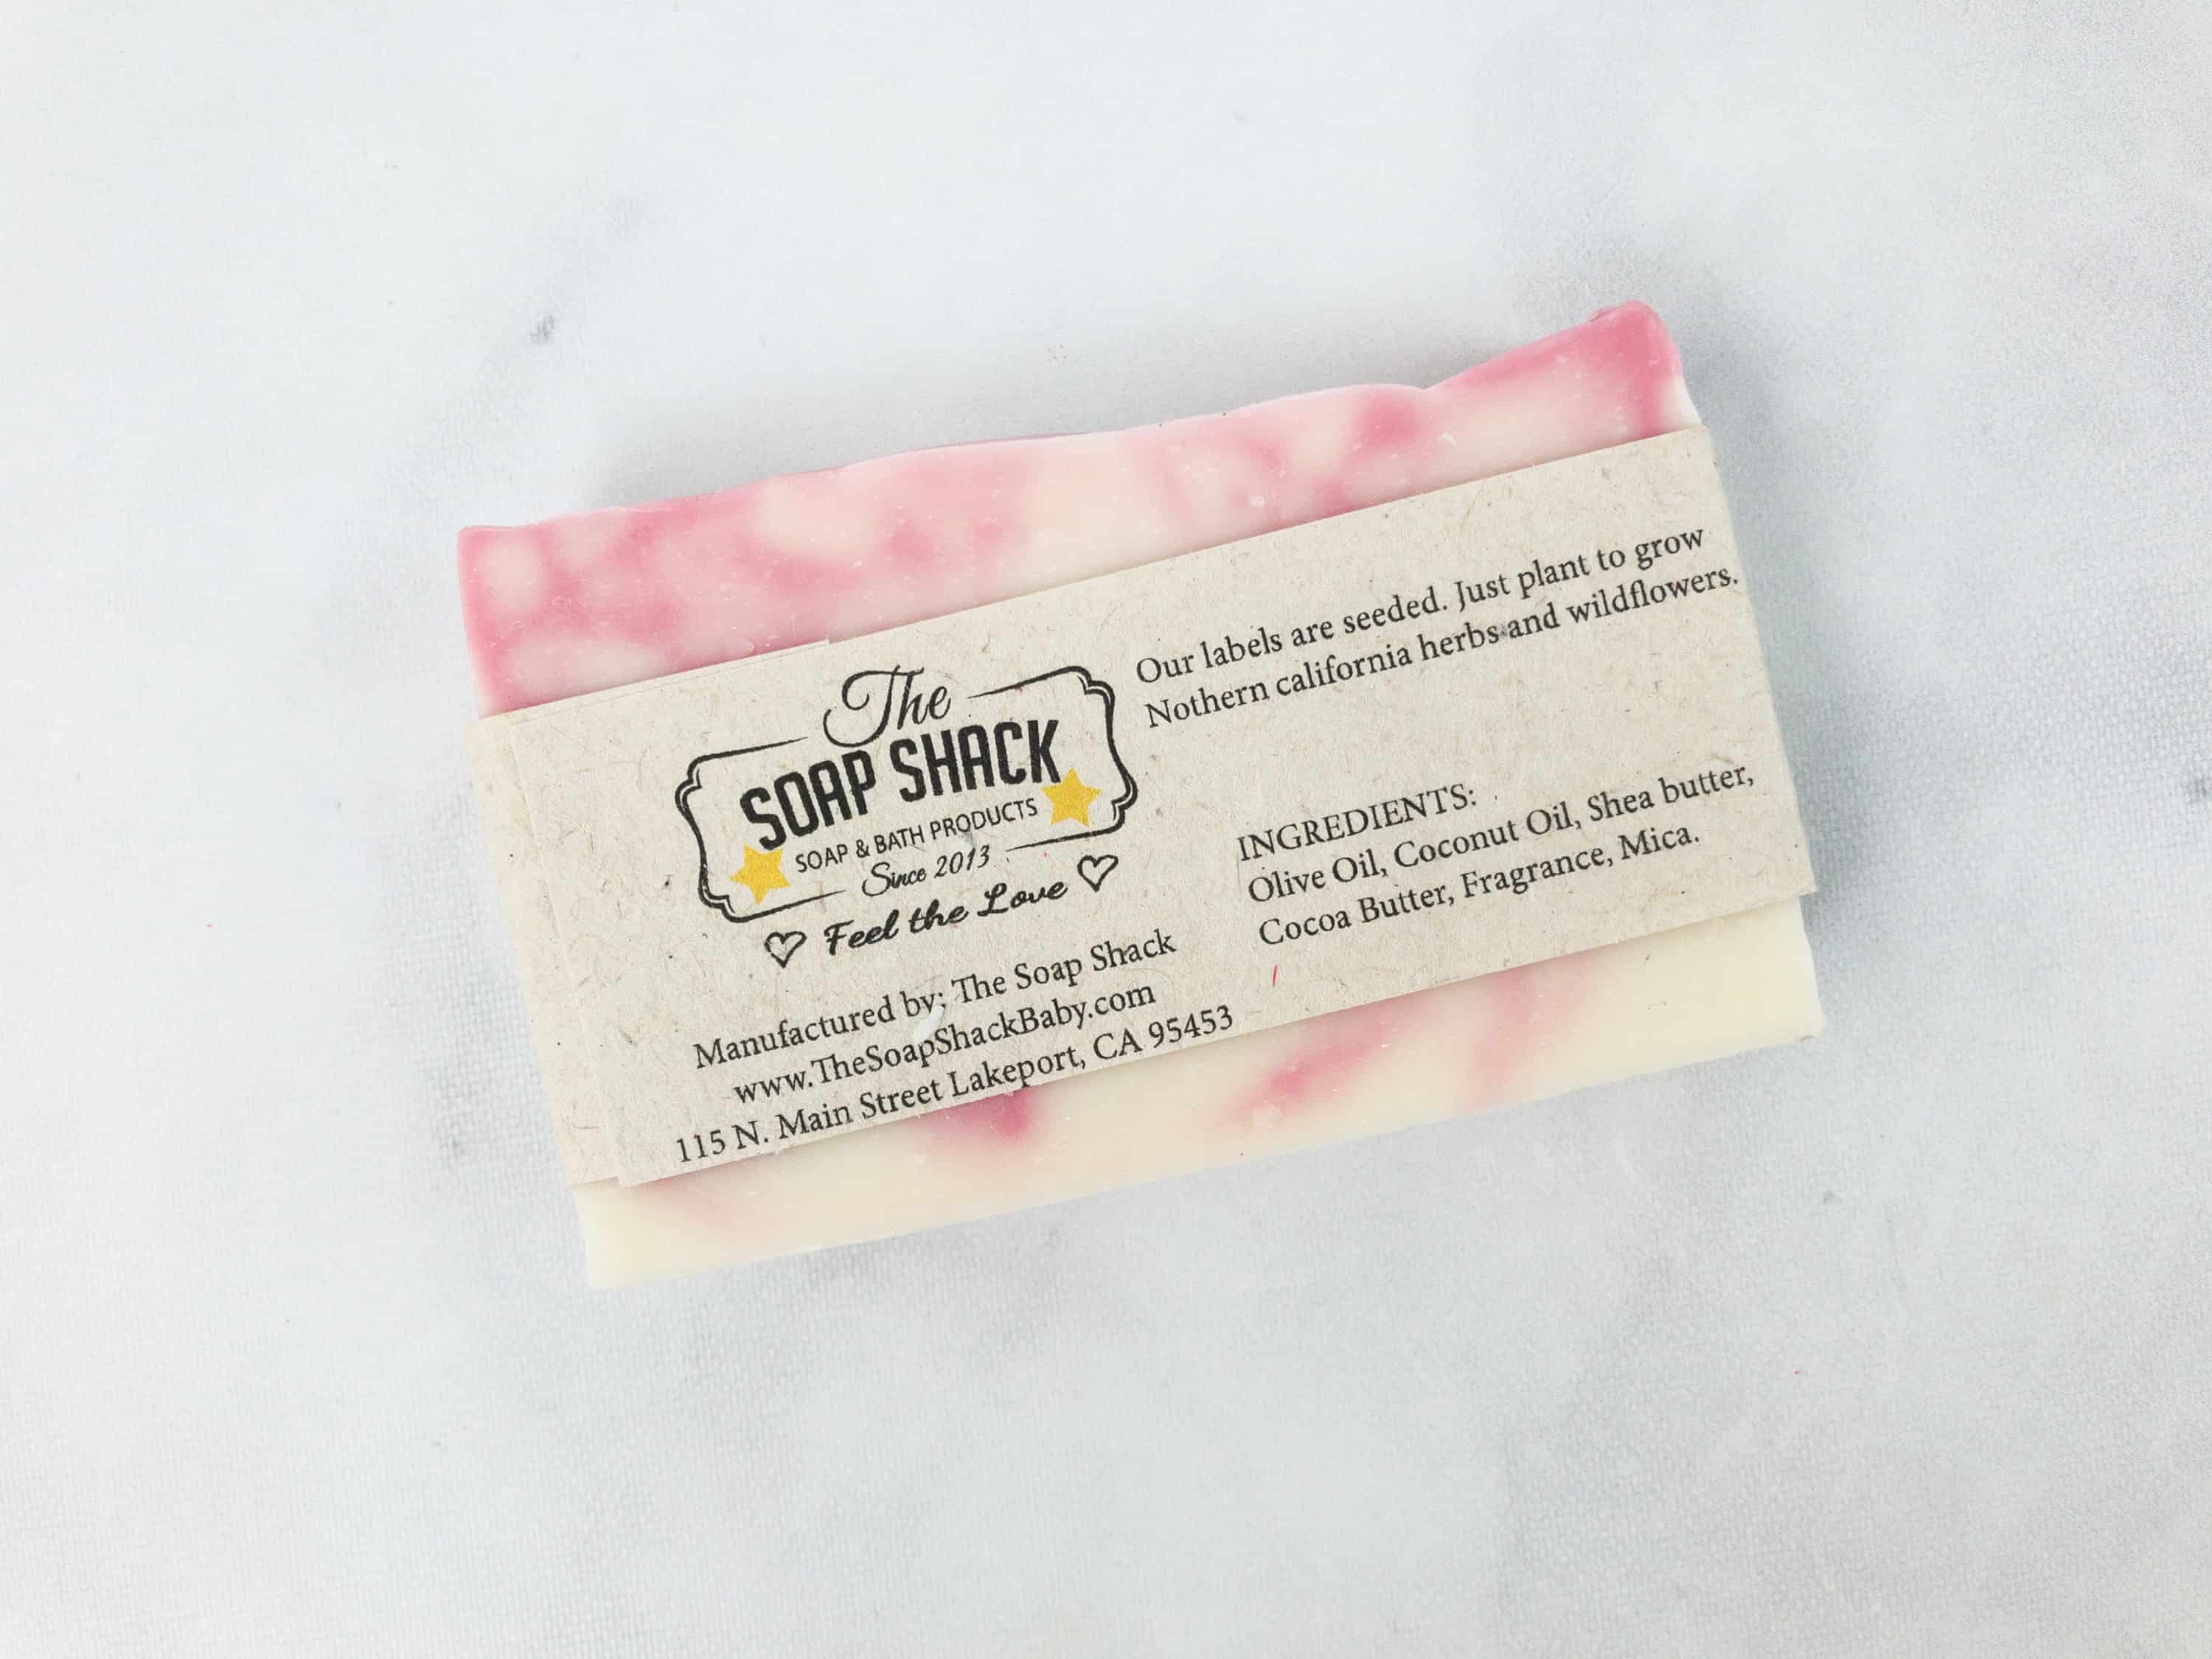 The
SOAP SHACK
SOAP & BATH PRODUCTS
Since 2013
Feel the Love
Manufactured by: The Soap Shack
www.TheSoapShackBaby.com
115 N. Main Street Lakeport, CA 95453
Our labels are seeded. Just plant to grow
Nothern california herbs and wildflowers.
INGREDIENTS:
Olive Oil, Coconut Oil, Shea butter,
Cocoa Butter, Fragrance, Mica.